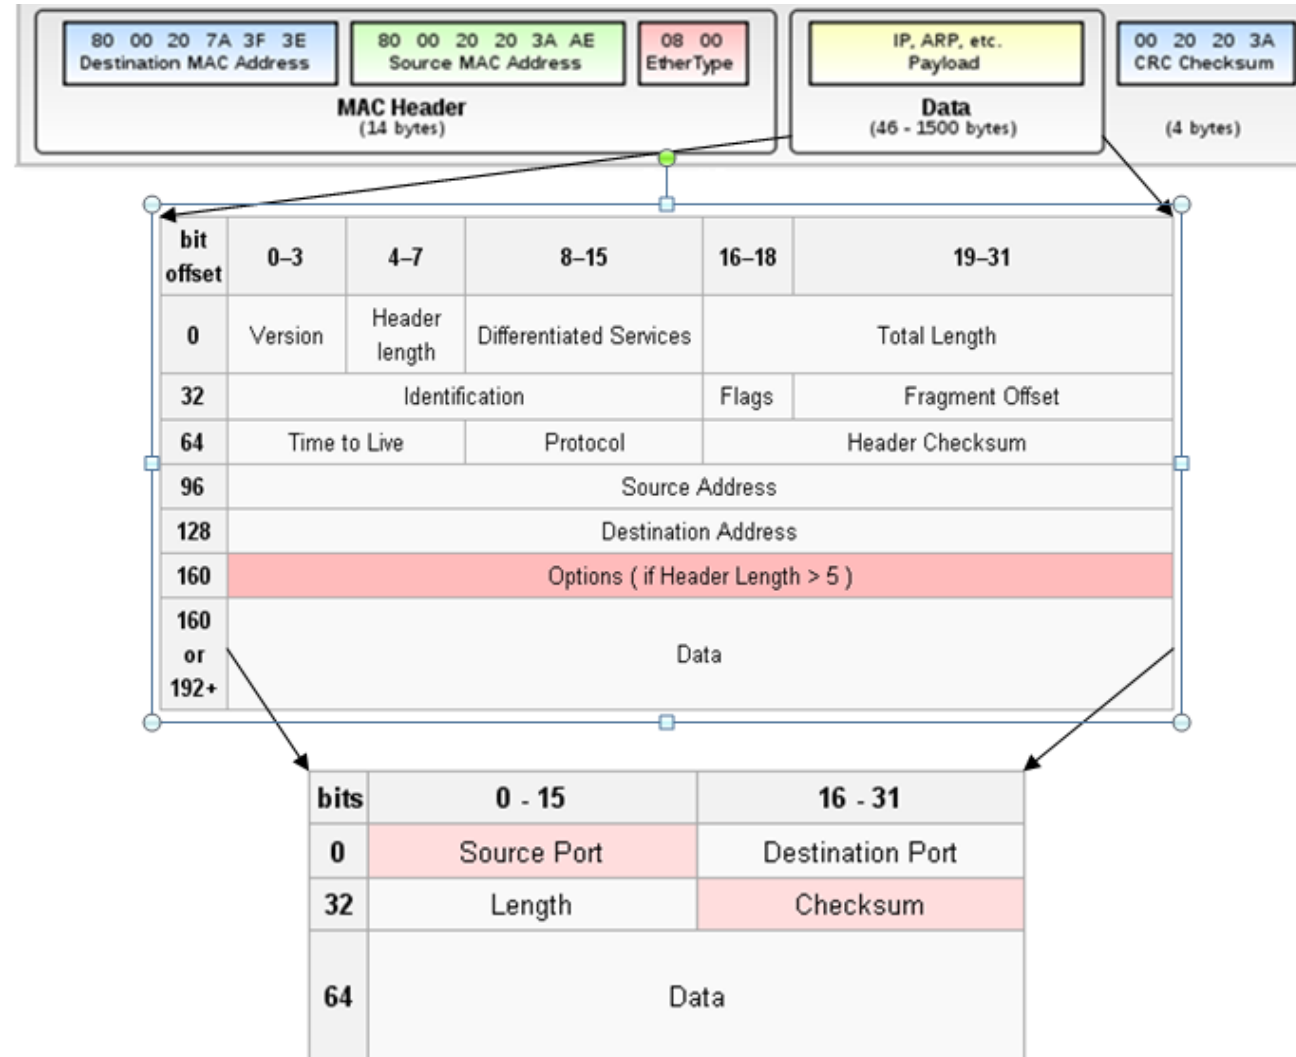 80 00 20 7A 3F 3E
Destination MAC Address
80 00 20 20 3A AE
Source MAC Address
08 00
EtherType
MAC Header
(14 bytes)
IP, ARP, etc.
Payload
Data
(46 - 1500 bytes)
00 20 20 3A
CRC Checksum
(4 bytes)
bit
offset
0–3
4–7
8–15
16–18
19–31
0
Version
Header
length
Differentiated Services
Total Length
32
Identification
Flags
Fragment Offset
64
Time to Live
Protocol
Header Checksum
96
Source Address
128
Destination Address
160
Options ( if Header Length > 5 )
160
or
192+
Data
bits
0 - 15
16 - 31
0
Source Port
Destination Port
32
Length
Checksum
64
Data